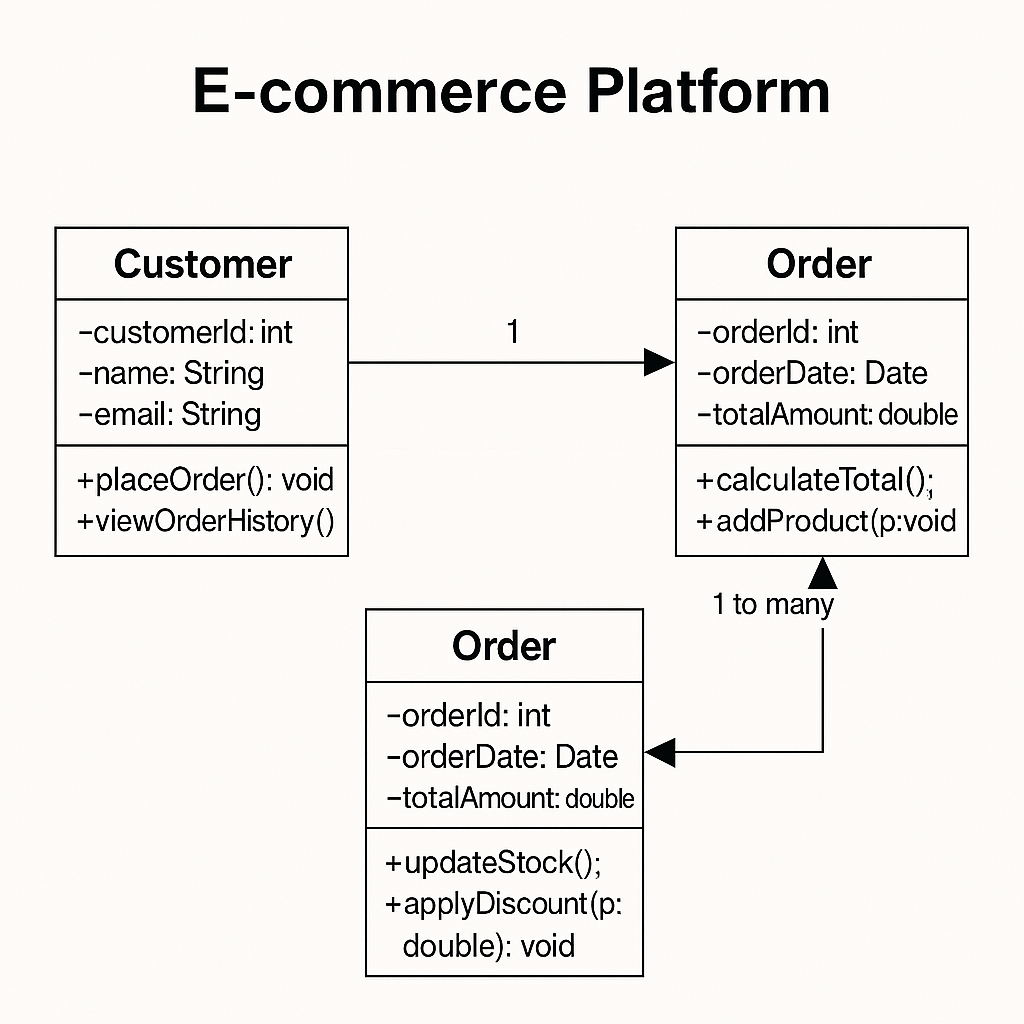 E-commerce Platform
Customer
-customerId: int
-name: String
-email: String
+placeOrder(): void
+viewOrderHistory()
1
Order
-orderId: int
-orderDate: Date
-totalAmount: double
+calculateTotal();
+addProduct(p:void
1 to many
Order
-orderId: int
-orderDate: Date
-totalAmount: double
+updateStock();
+applyDiscount(p:
double): void